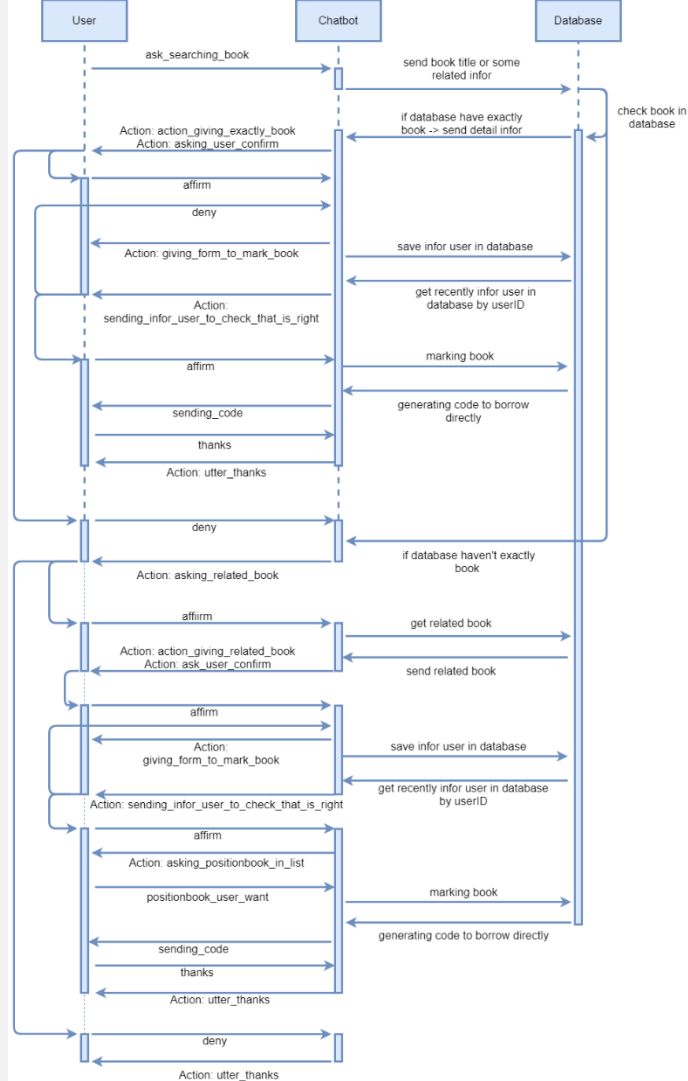 User
Chatbot
Database
ask_searching_book
send book title or some
related infor
check book in
database
if database have exactly
book -> send detail infor
Action: action_giving_exactly_book
Action: asking_user_confirm
affirm
deny
save infor user in database
Action: giving_form_to_mark_book
get recently infor user in
database by userID
Action:
sending_infor_user_to_check_that_is_right
marking book
affirm
generating code to borrow
directly
sending_code
thanks
Action: utter_thanks
deny
if database haven't exactly
book
Action: asking_related_book
affiirm
get related book
Action: action_giving_related_book
Action: ask_user_confirm
send related book
affirm
Action:
giving_form_to_mark_book
save infor user in database
get recently infor user in database
by userID
Action: sending_infor_user_to_check_that_is_right
affirm
Action: asking_positionbook_in_list
positionbook_user_want
marking book
generating code to borrow directly
sending_code
thanks
Action: utter_thanks
deny
Action: utter_thanks